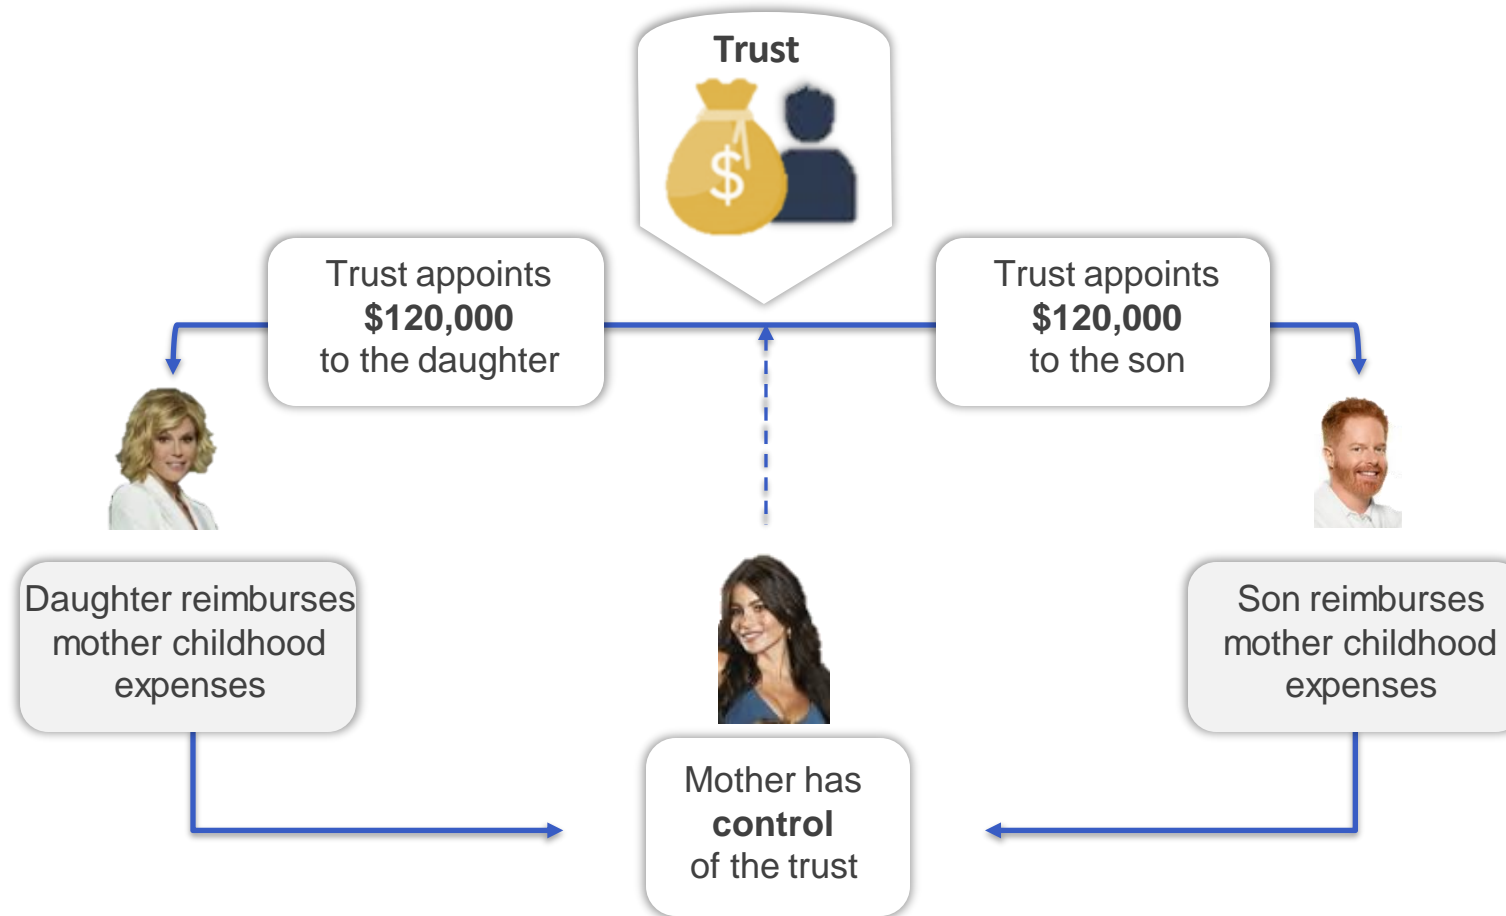 Trust
$
Trust appoints
$120,000
to the daughter
Trust appoints
$120,000
to the son
Daughter reimburses
mother childhood
expenses
Son reimburses
mother childhood
expenses
Mother has
control
of the trust